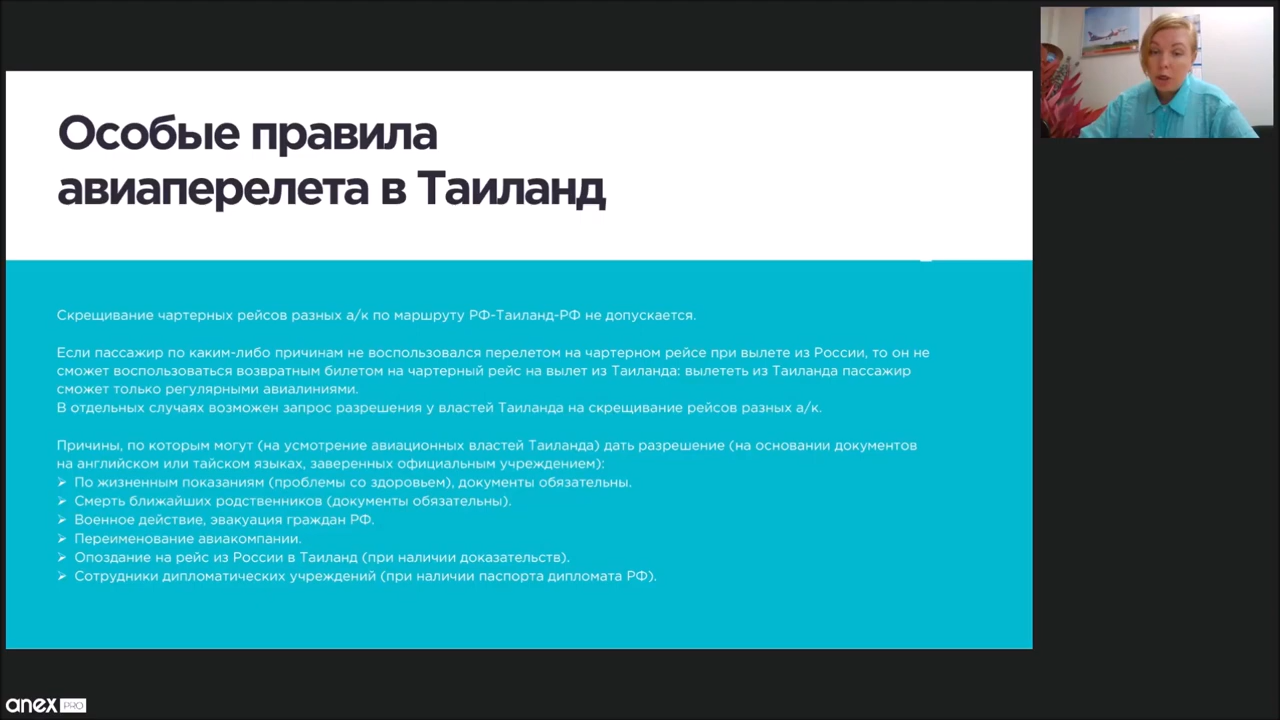 Особые правила
авиаперелета в Таиланд
Скрещивание чартерных рейсов разных а/к по маршруту РФ-Таиланд-РФ не допускается.
Если пассажир по каким-либо причинам не воспользовался перелетом на чартерном рейсе при вылете из России, то он не
сможет воспользоваться возвратным билетом на чартерный рейс на вылет из Таиланда: вылететь из Таиланда пассажир
сможет только регулярными авиалиниями.
В отдельных случаях возможен запрос разрешения у властей Таиланда на скрещивание рейсов разных а/к.
Причины, по которым могут (на усмотрение авиационных властей Таиланда) дать разрешение (на основании документов
на английском или тайском языках, заверенных официальным учреждением):
➢ По жизненным показаниям (проблемы со здоровьем), документы обязательны.
➢ Смерть ближайших родственников (документы обязательны).
➢ Военное действие, эвакуация граждан РФ.
➢ Переименование авиакомпании.
➢ Опоздание на рейс из России в Таиланд (при наличии доказательств).
➢ Сотрудники дипломатических учреждений (при наличии паспорта дипломата РФ).
anex PRO